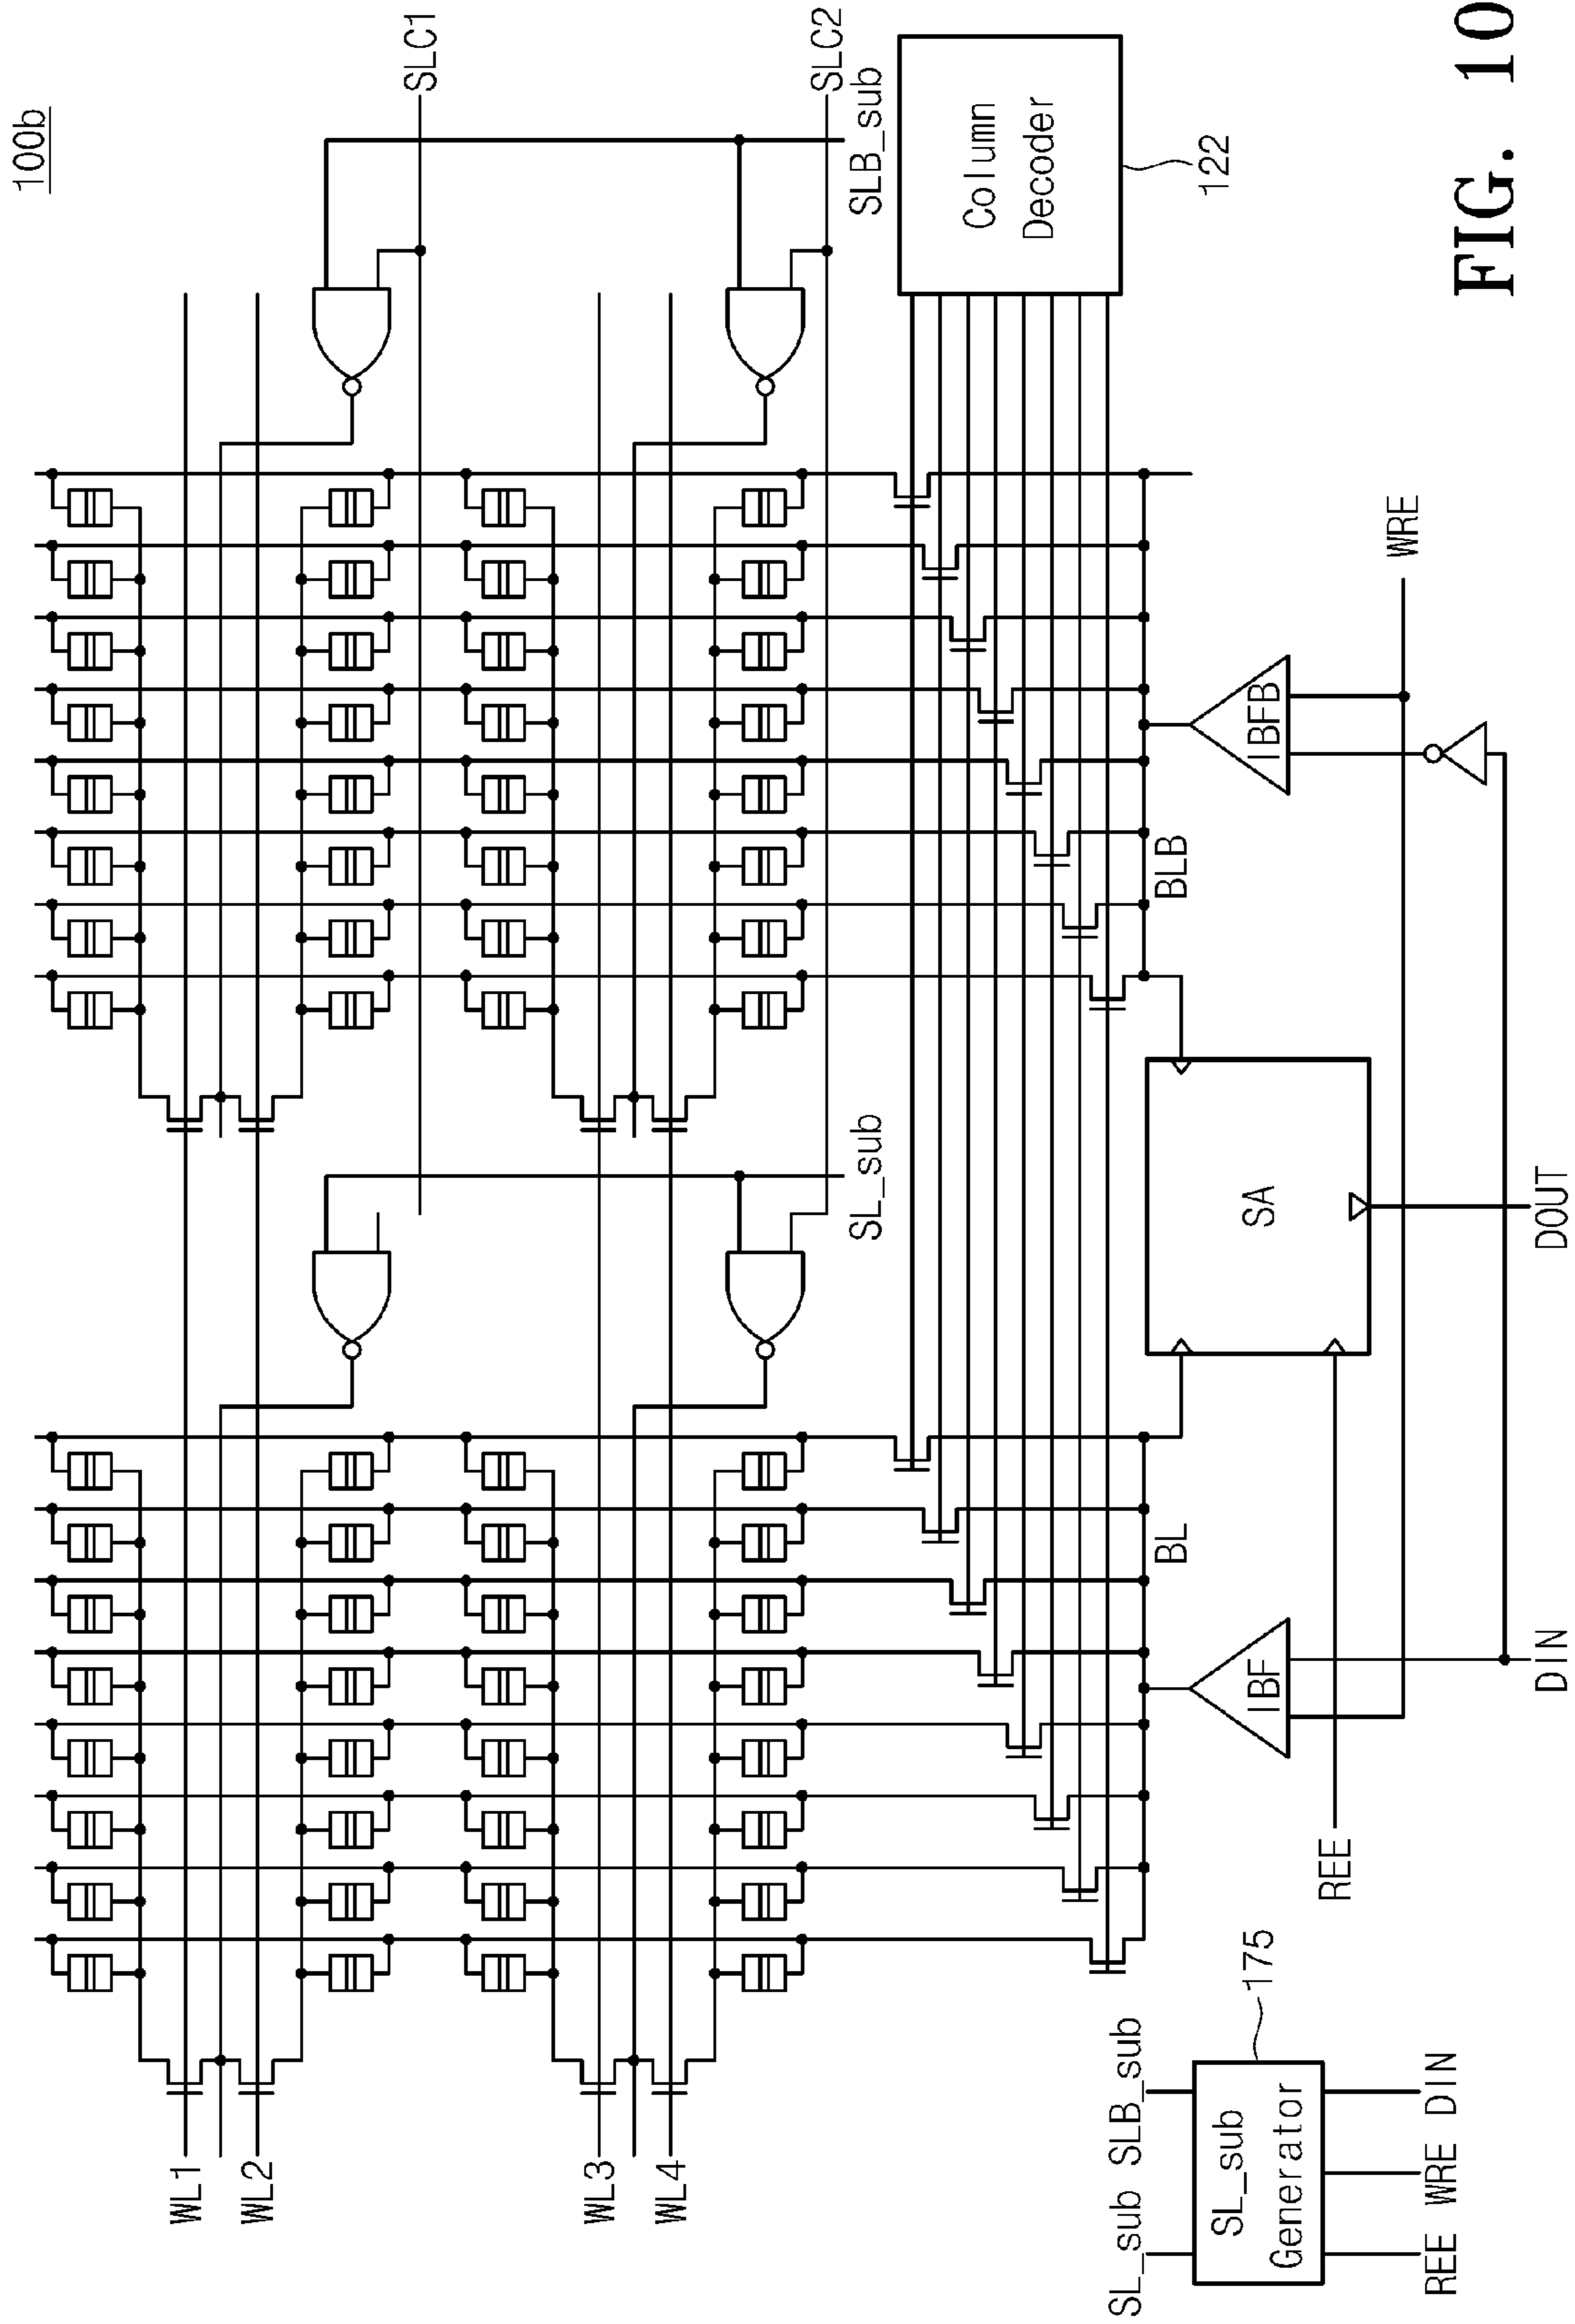 100b
SLC1
SLC2
SLB_sub
Column
Decoder
122
WL1
WL2
WL3
WL4
SL_sub
BL
BLB
SA
IBF
IBFB
WRE
REE
DIN
DOUT
SL_sub SLB_sub
SL_sub
Generator
175
REE WRE DIN
FIG. 10